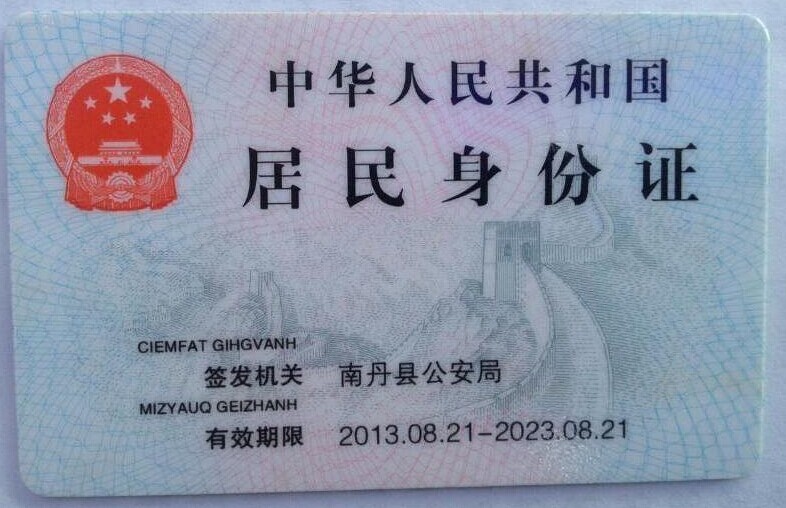 中华人民共和国
居民身份证
CIEMFAT GIHGVANH
签发机关 南丹县公安局
MIZYAUQ GEIZHANH
有效期限 2013.08.21-2023.08.21